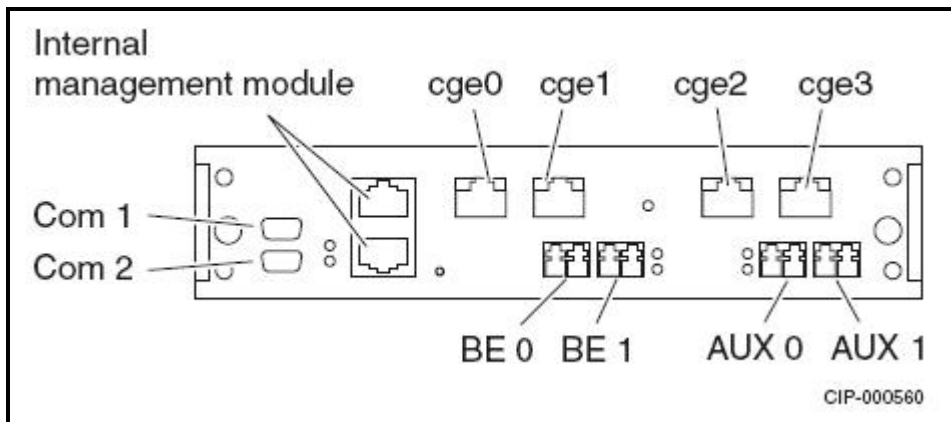 Internal
management module
cge0 cge1 cge2 cge3
Com 1
Com 2
BE 0 BE 1 AUX 0 AUX 1
CIP-000560